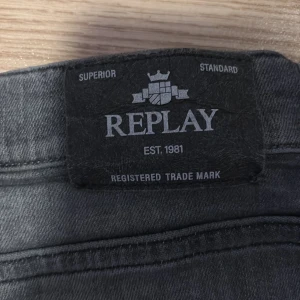 SUPERIOR STANDARD
REPLAY
EST. 1981
REGISTERED TRADE MARK